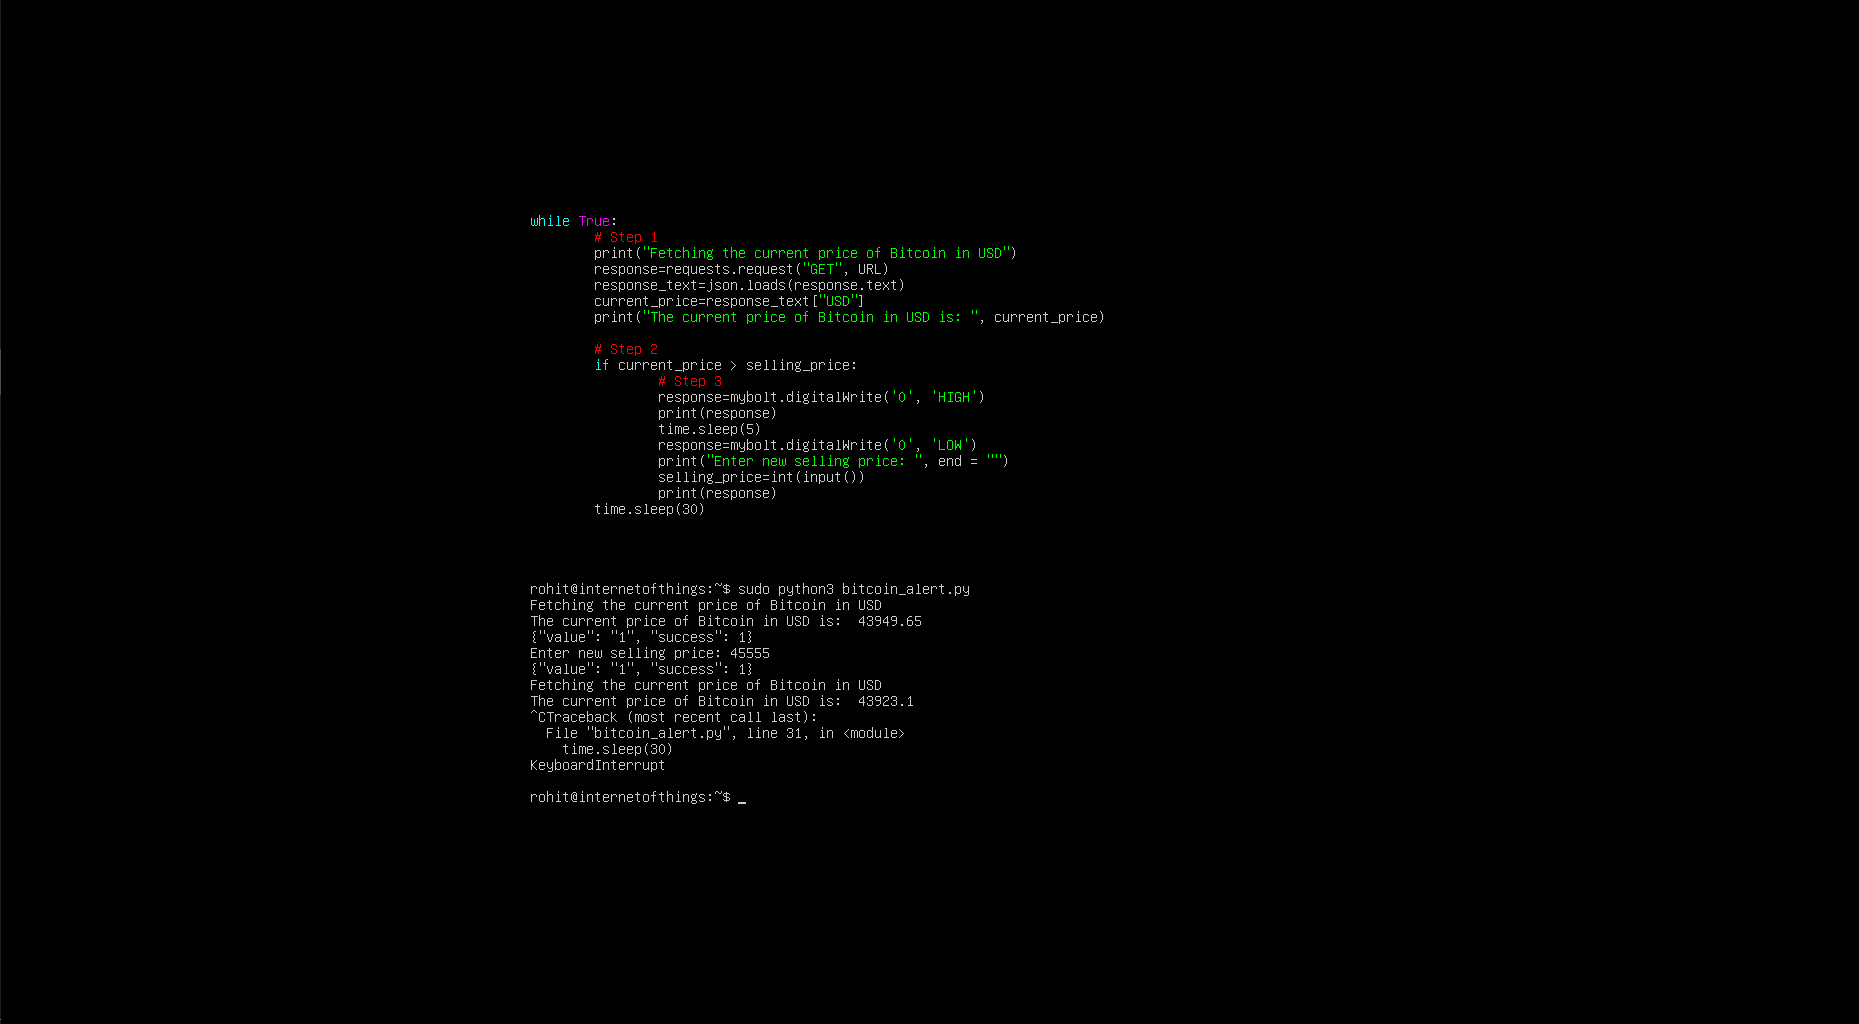 while True:
        # Step 1
        print("Fetching the current price of Bitcoin in USD")
        response=requests.request("GET", URL)
        response_text=json.loads(response.text)
        current_price=response_text["USD"]
        print("The current price of Bitcoin in USD is: ", current_price)

        # Step 2
        if current_price > selling_price:
                # Step 3
                response=mybolt.digitalWrite('0', 'HIGH')
                print(response)
                time.sleep(5)
                response=mybolt.digitalWrite('0', 'LOW')
                print("Enter new selling price: ", end = "")
                selling_price=int(input())
                print(response)
        time.sleep(30)

rohit@internetofthings:~$ sudo python3 bitcoin_alert.py
Fetching the current price of Bitcoin in USD
The current price of Bitcoin in USD is:  43949.65
{"value": "1", "success": 1}
Enter new selling price: 45555
{"value": "1", "success": 1}
Fetching the current price of Bitcoin in USD
The current price of Bitcoin in USD is:  43923.1
^CTraceback (most recent call last):
  File "bitcoin_alert.py", line 31, in <module>
    time.sleep(30)
KeyboardInterrupt

rohit@internetofthings:~$ _